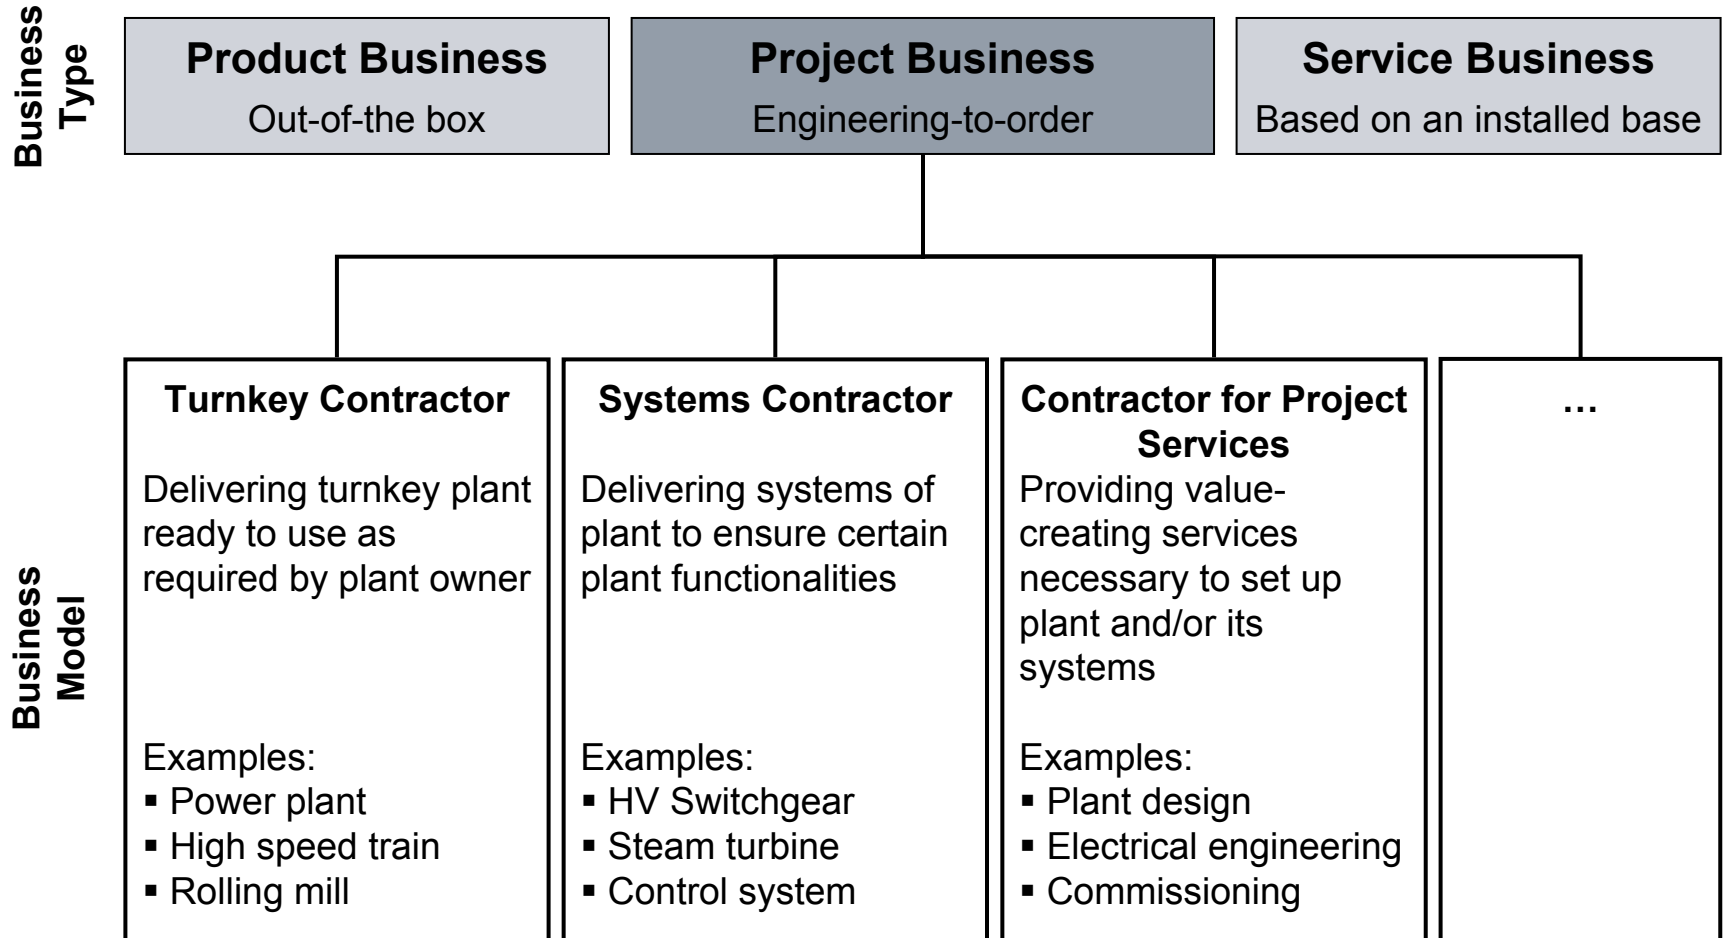 Business
Type
Product Business
Out-of-the box
Project Business
Engineering-to-order
Service Business
Based on an installed base
Business
Model
Turnkey Contractor
Delivering turnkey plant
ready to use as
required by plant owner
Examples:
▪ Power plant
▪ High speed train
▪ Rolling mill
Systems Contractor
Delivering systems of
plant to ensure certain
plant functionalities
Examples:
▪ HV Switchgear
▪ Steam turbine
▪ Control system
Contractor for Project
Services
Providing value-
creating services
necessary to set up
plant and/or its
systems
Examples:
▪ Plant design
▪ Electrical engineering
▪ Commissioning
...